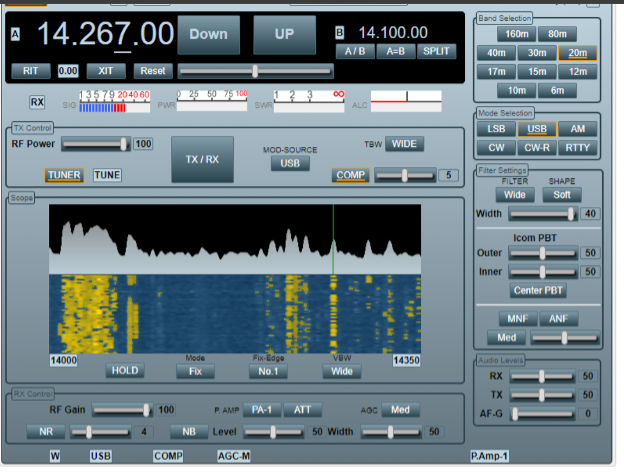 A 14.267.00 Down UP B 14.100.00
A / B A=B SPLIT
RIT 0.00 XIT Reset
RX SIG 1 3 5 7 9 20 40 60 PWR 0 25 50 75 100 SWR 1 2 3 ∞ ALC
TX Control
RF Power 100 TX / RX MOD-SOURCE USB TBW WIDE
TUNER TUNE COMP 5
Scope
14000 14350
HOLD Mode Fix Fix-Edge No.1 VBW Wide
RX Control
RF Gain 100 P. AMP PA-1 ATT AGC Med
NR 4 NB Level 50 Width 50
W USB COMP AGC-M P.Amp-1
Band Selection
160m 80m
40m 30m 20m
17m 15m 12m
10m 6m
Mode Selection
LSB USB AM
CW CW-R RTTY
Filter Settings
FILTER SHAPE
Wide Soft
Width 40
Icom PBT
Outer 50
Inner 50
Center PBT
MNF ANF
Med
Audio Levels
RX 50
TX 50
AF-G 0